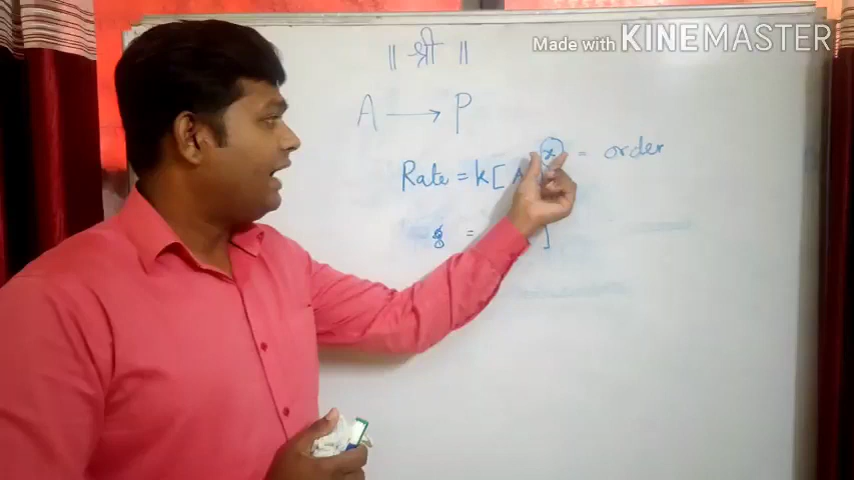 Made with KINEMASTER
॥ श्री ॥
A → P
Rate = k [ A x = order
= ]